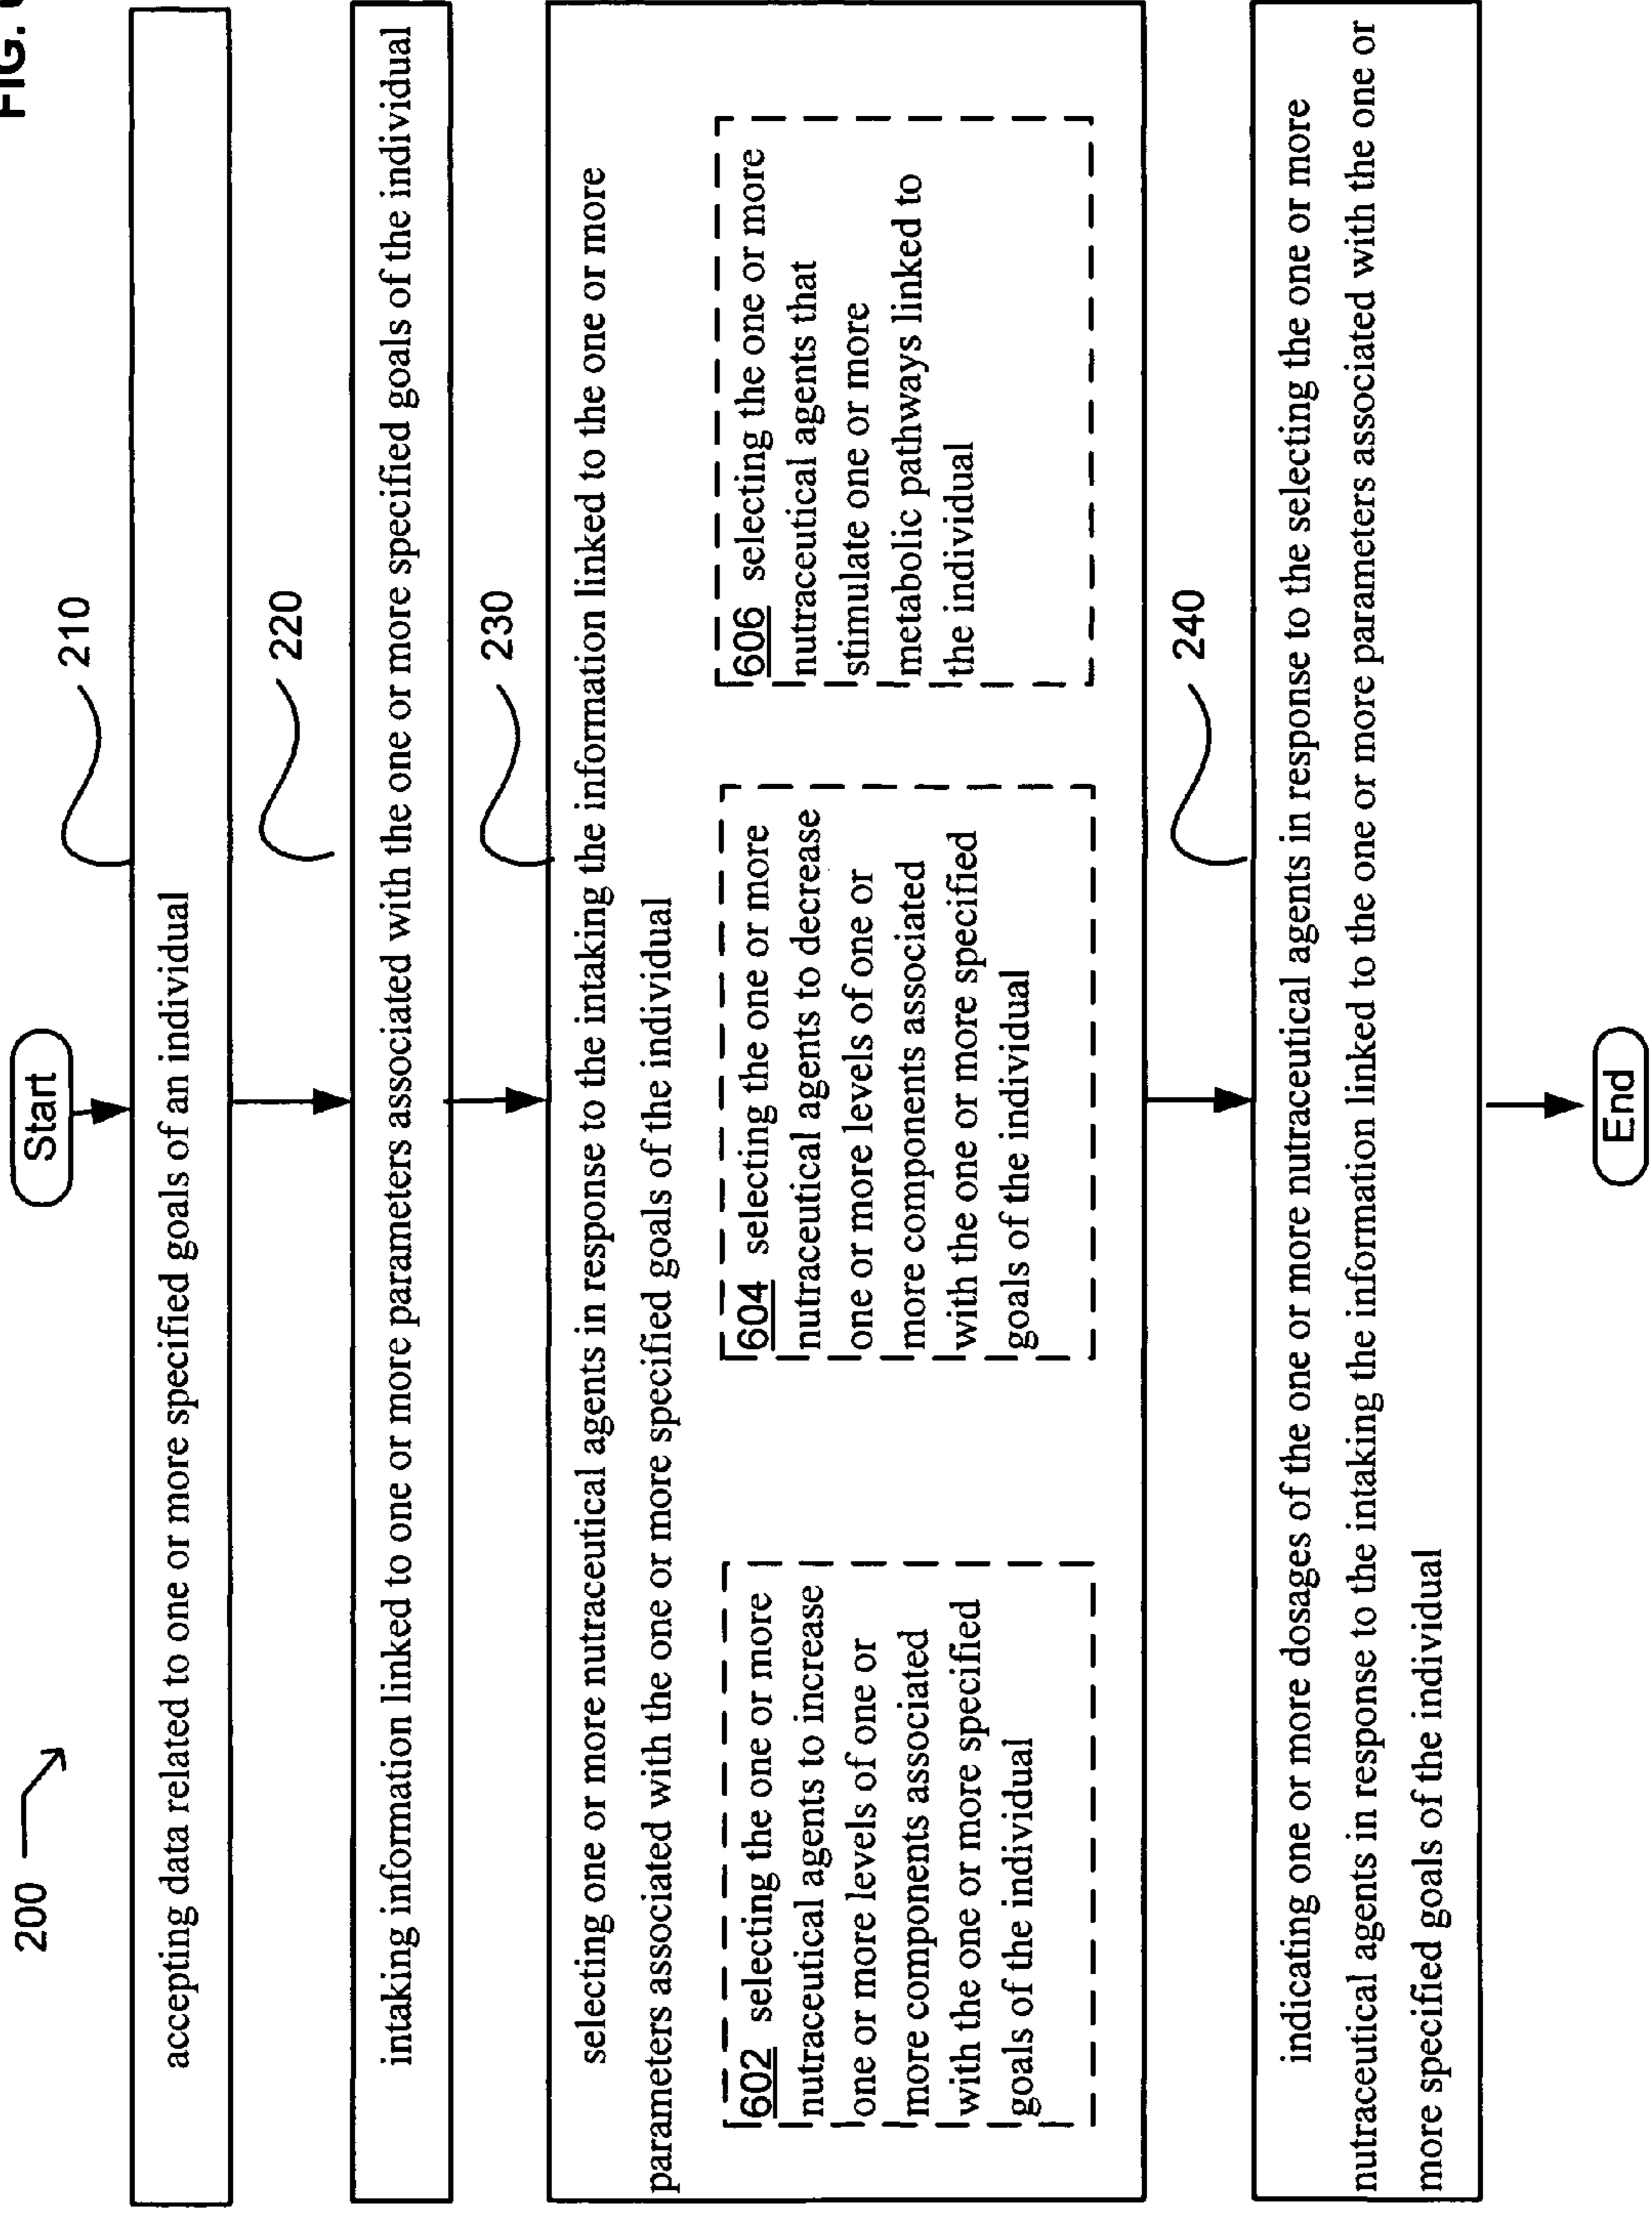 FIG.
200
Start
210
accepting data related to one or more specified goals of an individual
220
intaking information linked to one or more parameters associated with the one or more specified goals of the individual
230
selecting one or more nutraceutical agents in response to the intaking the information linked to the one or more
parameters associated with the one or more specified goals of the individual
602 selecting the one or more
nutraceutical agents to increase
one or more levels of one or
more components associated
with the one or more specified
goals of the individual
604 selecting the one or more
nutraceutical agents to decrease
one or more levels of one or
more components associated
with the one or more specified
goals of the individual
606 selecting the one or more
nutraceutical agents that
stimulate one or more
metabolic pathways linked to
the individual
240
indicating one or more dosages of the one or more nutraceutical agents in response to the selecting the one or more
nutraceutical agents in response to the intaking the information linked to the one or more parameters associated with the one or
more specified goals of the individual
End